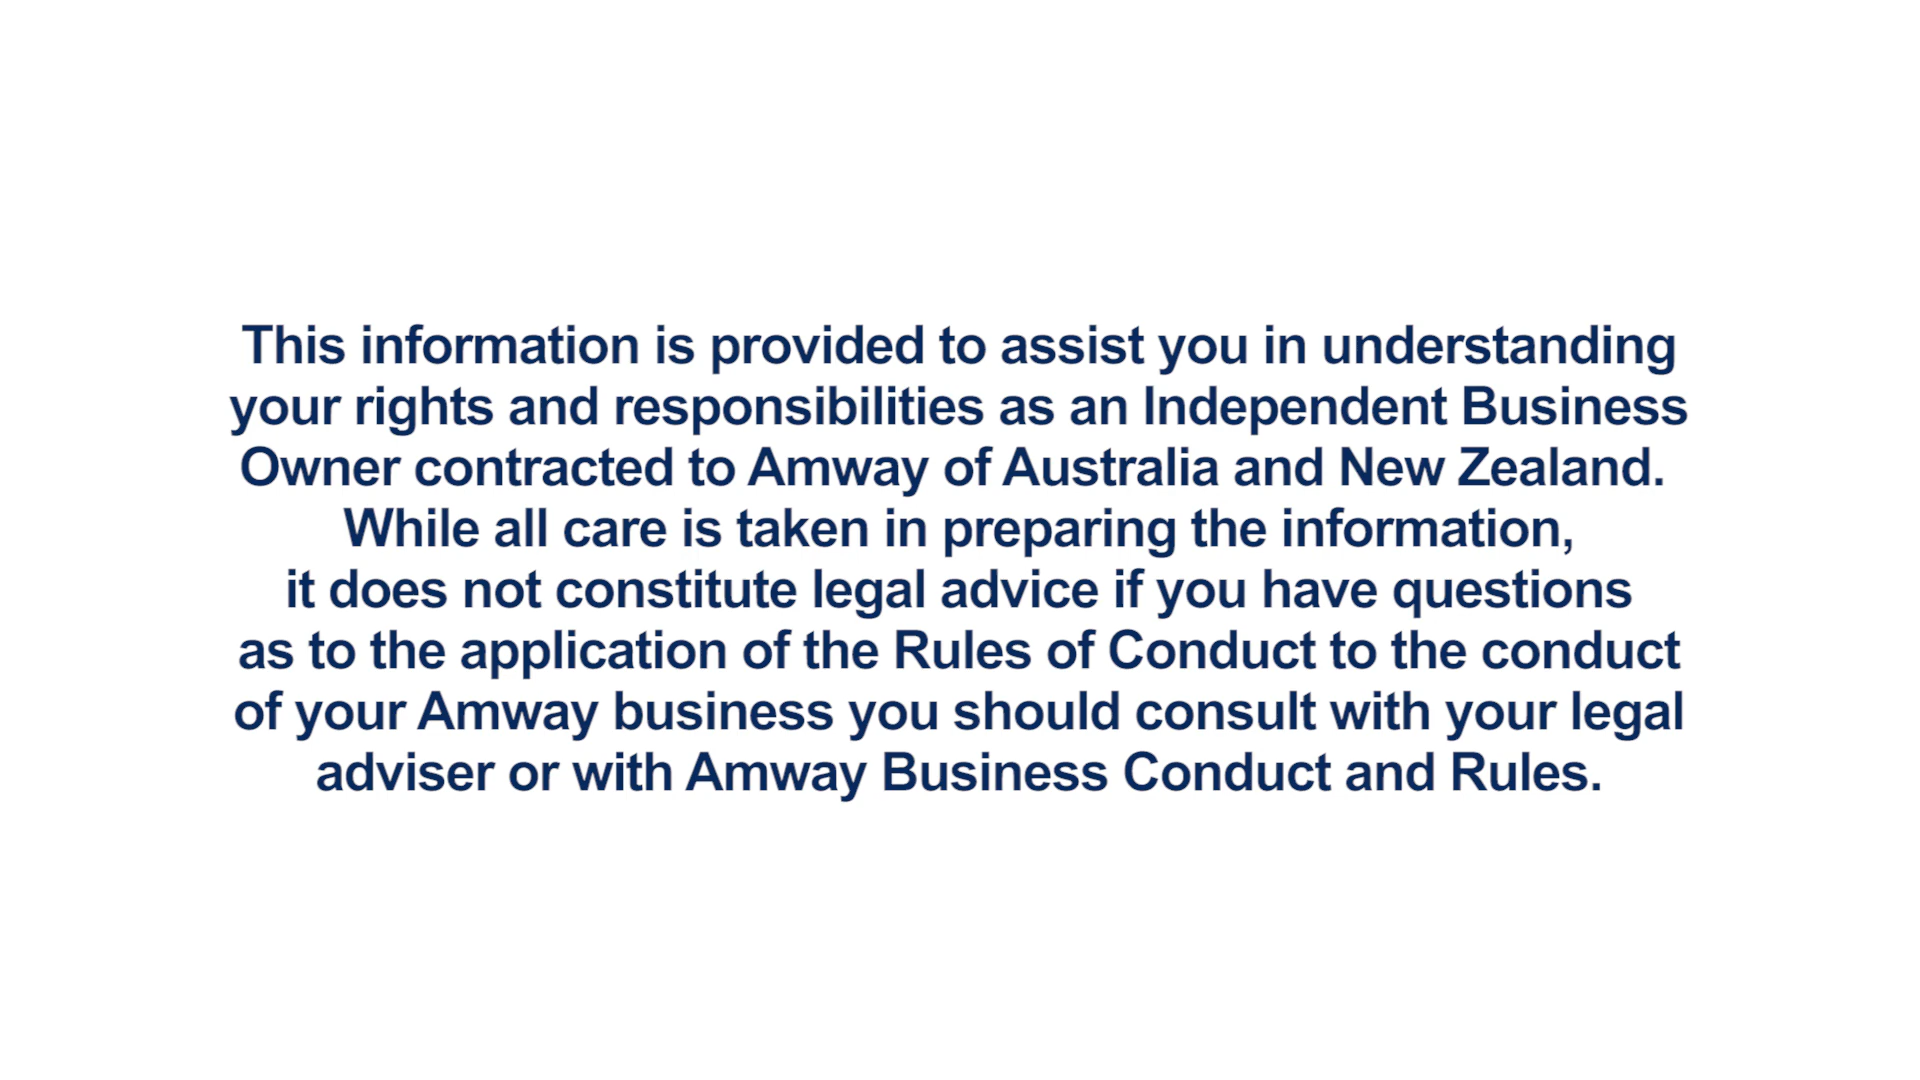 This information is provided to assist you in understanding
your rights and responsibilities as an Independent Business
Owner contracted to Amway of Australia and New Zealand.
While all care is taken in preparing the information,
it does not constitute legal advice if you have questions
as to the application of the Rules of Conduct to the conduct
of your Amway business you should consult with your legal
adviser or with Amway Business Conduct and Rules.